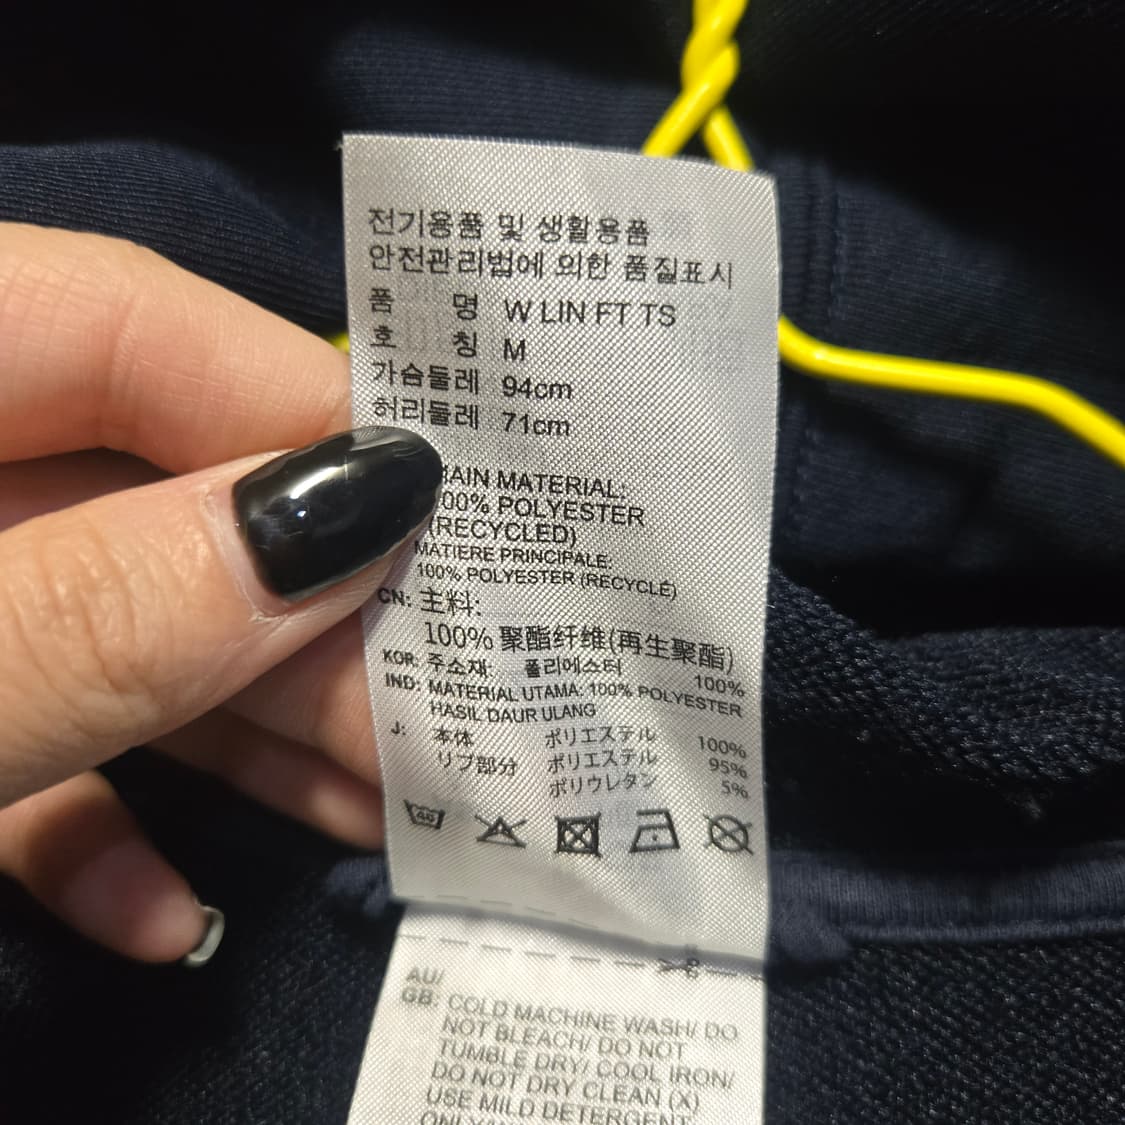 전기용품 및 생활용품
안전관리법에 의한 품질표시
품 명 W LIN FT TS
호 칭 M
가슴둘레 94cm
허리둘레 71cm
MATERIAL:
POLYESTER
(RECYCLED)
MATIERE PRINCIPALE:
100% POLYESTER (RECYCLÉ)
CN: 主料:
100% 聚酯纤维(再生聚酯)
KOR: 주소재: 폴리에스터 100%
IND: MATERIAL UTAMA: 100% POLYESTER
HASIL DAUR ULANG
J: 本体 ポリエステル 100%
リブ部分 ポリエステル 95%
ポリウレタン 5%
40
AU/
GB: COLD MACHINE WASH/ DO
NOT BLEACH/ DO NOT
TUMBLE DRY/ COOL IRON/
DO NOT DRY CLEAN (X)
USE MILD DETERGENT